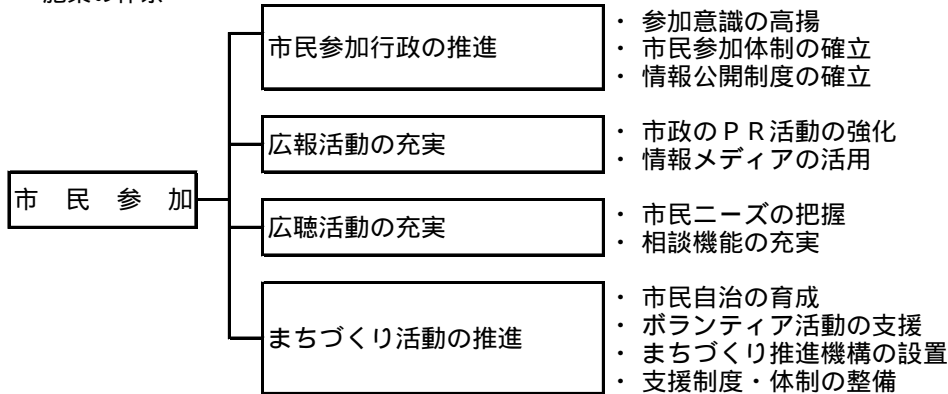 市民参加行政の推進
・ 参加意識の高揚
・ 市民参加体制の確立
・ 情報公開制度の確立
広報活動の充実
・ 市政のＰＲ活動の強化
・ 情報メディアの活用
市　民　参　加
広聴活動の充実
・ 市民ニーズの把握
・ 相談機能の充実
まちづくり活動の推進
・ 市民自治の育成
・ ボランティア活動の支援
・ まちづくり推進機構の設置
・ 支援制度・体制の整備